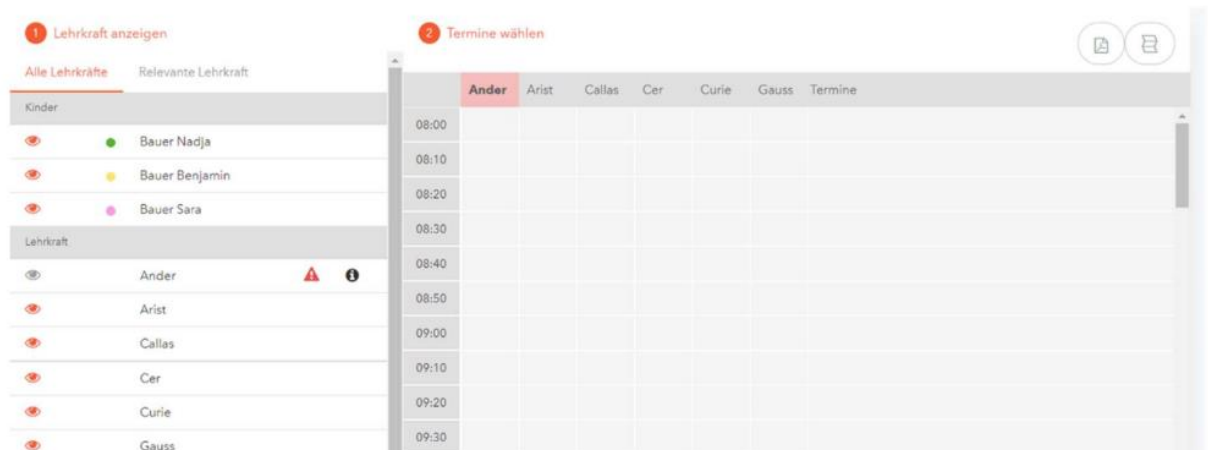 1 Lehrkraft anzeigen
Alle Lehrkräfte Relevante Lehrkraft
Kinder
Bauer Nadja
Bauer Benjamin
Bauer Sara
Lehrkraft
Ander
Arist
Callas
Cer
Curie
Gauss
2 Termine wählen
Ander Arist Callas Cer Curie Gauss Termine
08:00
08:10
08:20
08:30
08:40
08:50
09:00
09:10
09:20
09:30